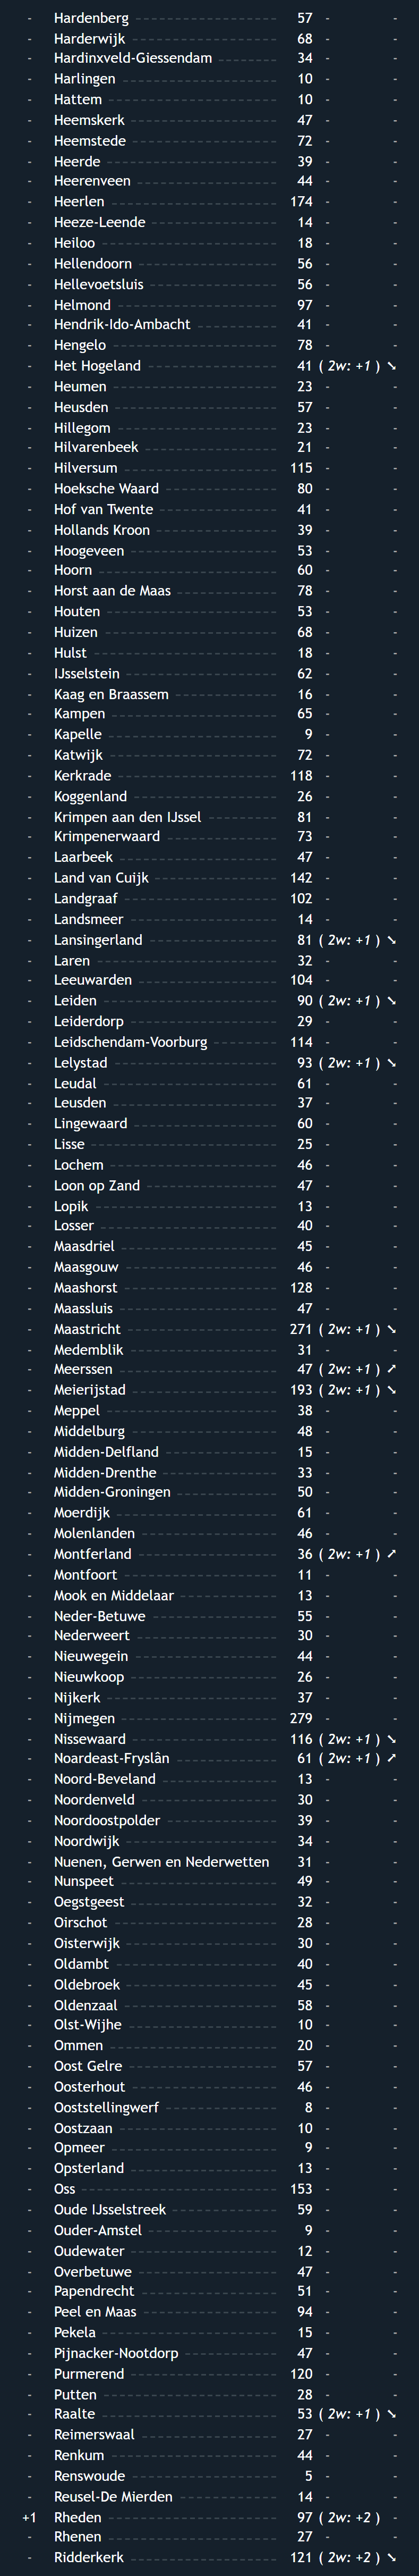 - Hardenberg 57 - -
- Harderwijk 68 - -
- Hardinxveld-Giessendam 34 - -
- Harlingen 10 - -
- Hattem 10 - -
- Heemskerk 47 - -
- Heemstede 72 - -
- Heerde 39 - -
- Heerenveen 44 - -
- Heerlen 174 - -
- Heeze-Leende 14 - -
- Heiloo 18 - -
- Hellendoorn 56 - -
- Hellevoetsluis 56 - -
- Helmond 97 - -
- Hendrik-Ido-Ambacht 41 - -
- Hengelo 78 - -
- Het Hogeland 41 ( 2w: +1 ) ↘
- Heumen 23 - -
- Heusden 57 - -
- Hillegom 23 - -
- Hilvarenbeek 21 - -
- Hilversum 115 - -
- Hoeksche Waard 80 - -
- Hof van Twente 41 - -
- Hollands Kroon 39 - -
- Hoogeveen 53 - -
- Hoorn 60 - -
- Horst aan de Maas 78 - -
- Houten 53 - -
- Huizen 68 - -
- Hulst 18 - -
- IJsselstein 62 - -
- Kaag en Braassem 16 - -
- Kampen 65 - -
- Kapelle 9 - -
- Katwijk 72 - -
- Kerkrade 118 - -
- Koggenland 26 - -
- Krimpen aan den IJssel 81 - -
- Krimpenerwaard 73 - -
- Laarbeek 47 - -
- Land van Cuijk 142 - -
- Landgraaf 102 - -
- Landsmeer 14 - -
- Lansingerland 81 ( 2w: +1 ) ↘
- Laren 32 - -
- Leeuwarden 104 - -
- Leiden 90 ( 2w: +1 ) ↘
- Leiderdorp 29 - -
- Leidschendam-Voorburg 114 - -
- Lelystad 93 ( 2w: +1 ) ↘
- Leudal 61 - -
- Leusden 37 - -
- Lingewaard 60 - -
- Lisse 25 - -
- Lochem 46 - -
- Loon op Zand 47 - -
- Lopik 13 - -
- Losser 40 - -
- Maasdriel 45 - -
- Maasgouw 46 - -
- Maashorst 128 - -
- Maassluis 47 - -
- Maastricht 271 ( 2w: +1 ) ↘
- Medemblik 31 - -
- Meerssen 47 ( 2w: +1 ) ↗
- Meierijstad 193 ( 2w: +1 ) ↘
- Meppel 38 - -
- Middelburg 48 - -
- Midden-Delfland 15 - -
- Midden-Drenthe 33 - -
- Midden-Groningen 50 - -
- Moerdijk 61 - -
- Molenlanden 46 - -
- Montferland 36 ( 2w: +1 ) ↗
- Montfoort 11 - -
- Mook en Middelaar 13 - -
- Neder-Betuwe 55 - -
- Nederweert 30 - -
- Nieuwegein 44 - -
- Nieuwkoop 26 - -
- Nijkerk 37 - -
- Nijmegen 279 - -
- Nissewaard 116 ( 2w: +1 ) ↘
- Noardeast-Fryslân 61 ( 2w: +1 ) ↗
- Noord-Beveland 13 - -
- Noordenveld 30 - -
- Noordoostpolder 39 - -
- Noordwijk 34 - -
- Nuenen, Gerwen en Nederwetten 31 - -
- Nunspeet 49 - -
- Oegstgeest 32 - -
- Oirschot 28 - -
- Oisterwijk 30 - -
- Oldambt 40 - -
- Oldebroek 45 - -
- Oldenzaal 58 - -
- Olst-Wijhe 10 - -
- Ommen 20 - -
- Oost Gelre 57 - -
- Oosterhout 46 - -
- Ooststellingwerf 8 - -
- Oostzaan 10 - -
- Opmeer 9 - -
- Opsterland 13 - -
- Oss 153 - -
- Oude IJsselstreek 59 - -
- Ouder-Amstel 9 - -
- Oudewater 12 - -
- Overbetuwe 47 - -
- Papendrecht 51 - -
- Peel en Maas 94 - -
- Pekela 15 - -
- Pijnacker-Nootdorp 47 - -
- Purmerend 120 - -
- Putten 28 - -
- Raalte 53 ( 2w: +1 ) ↘
- Reimerswaal 27 - -
- Renkum 44 - -
- Renswoude 5 - -
- Reusel-De Mierden 14 - -
+1 Rheden 97 ( 2w: +2 )
- Rhenen 27 - -
- Ridderkerk 121 ( 2w: +2 ) ↘